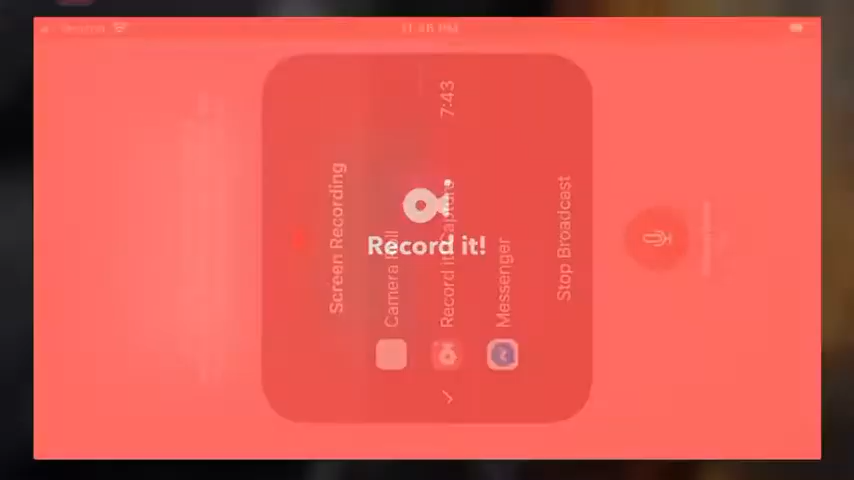 Record it!
Screen Recording
Camera Roll
Record it! Capture
7:43
Messenger
Stop Broadcast